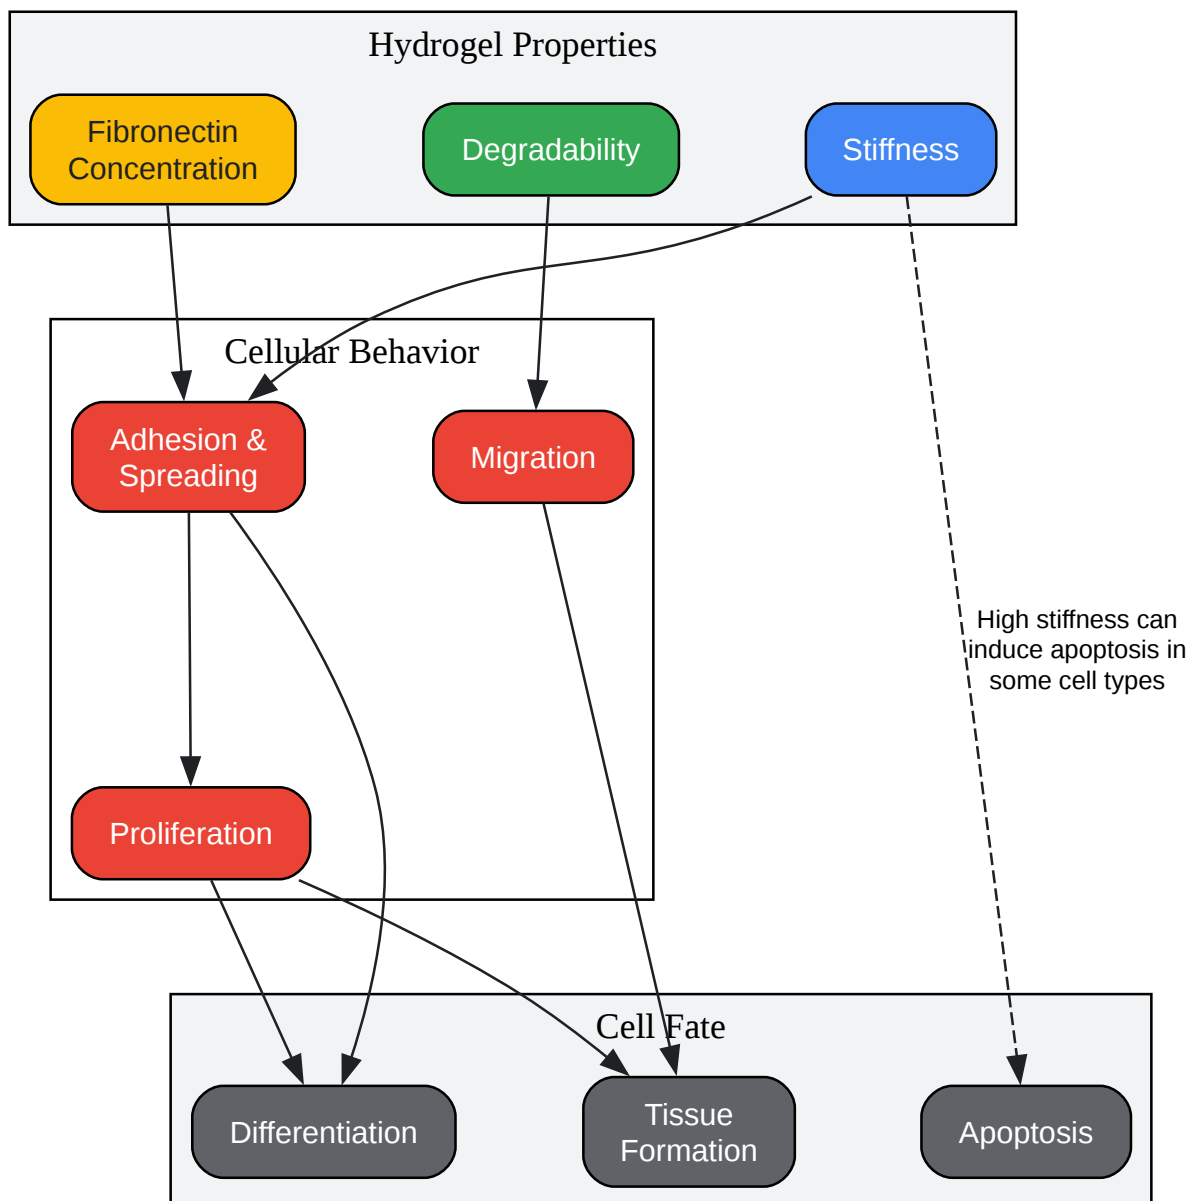 Hydrogel Properties
Fibronectin
Concentration
Degradability
Stiffness
Cellular Behavior
Adhesion &
Spreading
Migration
High stiffness can
induce apoptosis in
some cell types
Proliferation
Cell Fate
Differentiation
Tissue
Formation
Apoptosis